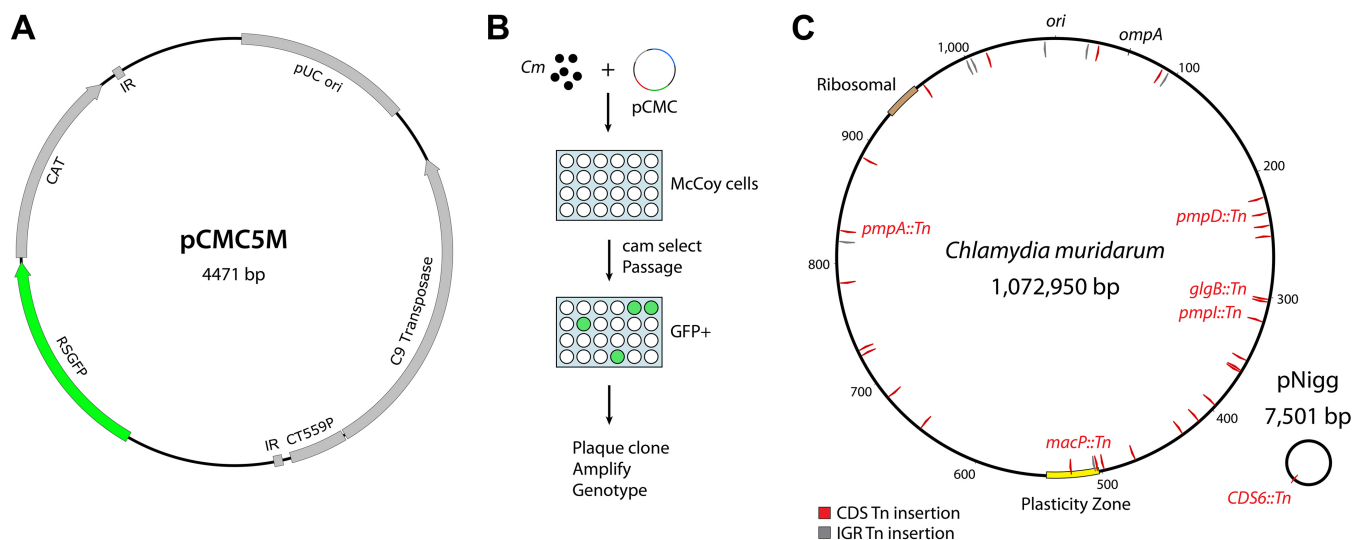 A
pUC ori
IR
CAT
pCMC5M
4471 bp
C9 Transposase
RSGFP
IR
CT559P
B
Cm
+
pCMC
McCoy cells
cam select
Passage
GFP+
Plaque clone
Amplify
Genotype
C
ori
ompA
1,000
100
Ribosomal
900
200
pmpD::Tn
pmpA::Tn
Chlamydia muridarum
1,072,950 bp
800
glgB::Tn
300
pmpI::Tn
pNigg
7,501 bp
700
400
macP::Tn
600
500
CDS6::Tn
Plasticity Zone
CDS Tn insertion
IGR Tn insertion